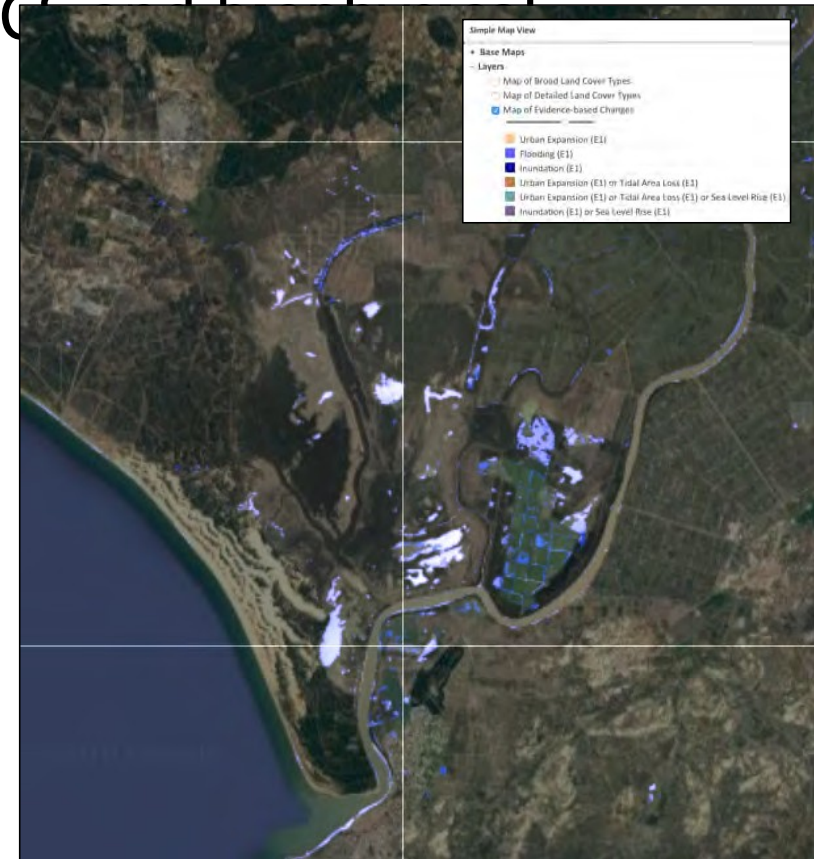 Simple Map View
+ Base Maps
- Layers
Map of Broad Land Cover Types
Map of Detailed Land Cover Types
Map of Evidence-based Changes
Urban Expansion (E1)
Flooding (E1)
Inundation (E1)
Urban Expansion (E1) or Tidal Area Loss (E1)
Urban Expansion (E1) or Tidal Area Loss (E1) or Sea Level Rise (E1)
Inundation (E1) or Sea Level Rise (E1)